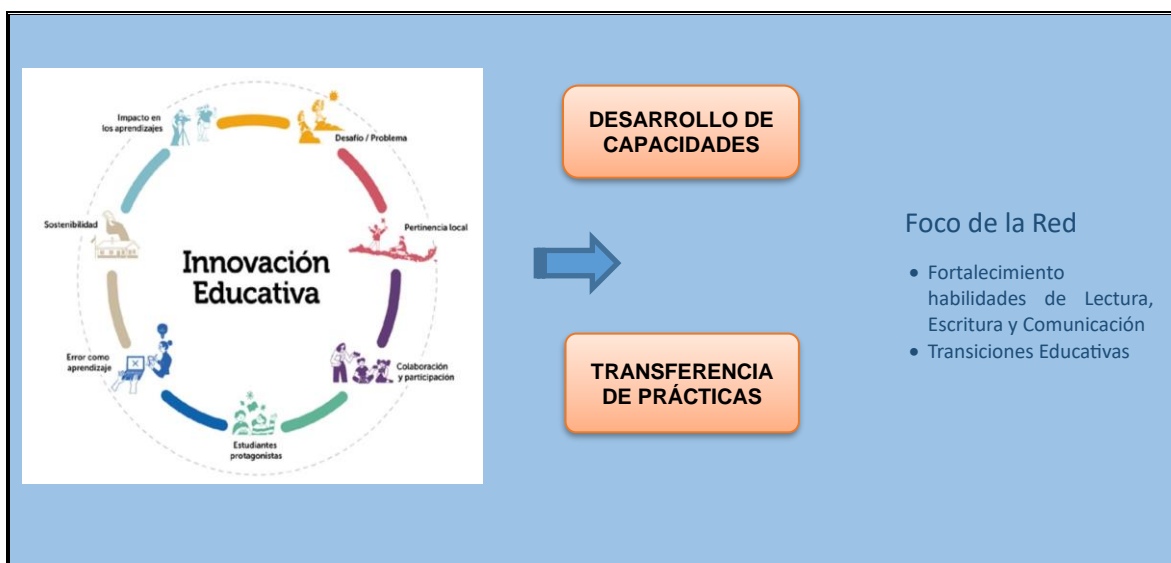 Impacto en
los aprendizajes
Desafío / Problema
Sostenibilidad
Pertinencia local
Innovación
Educativa
Error como
aprendizaje
Colaboración
y participación
Estudiantes
protagonistas
DESARROLLO DE
CAPACIDADES
TRANSFERENCIA
DE PRÁCTICAS
Foco de la Red
• Fortalecimiento
habilidades de Lectura,
Escritura y Comunicación
• Transiciones Educativas